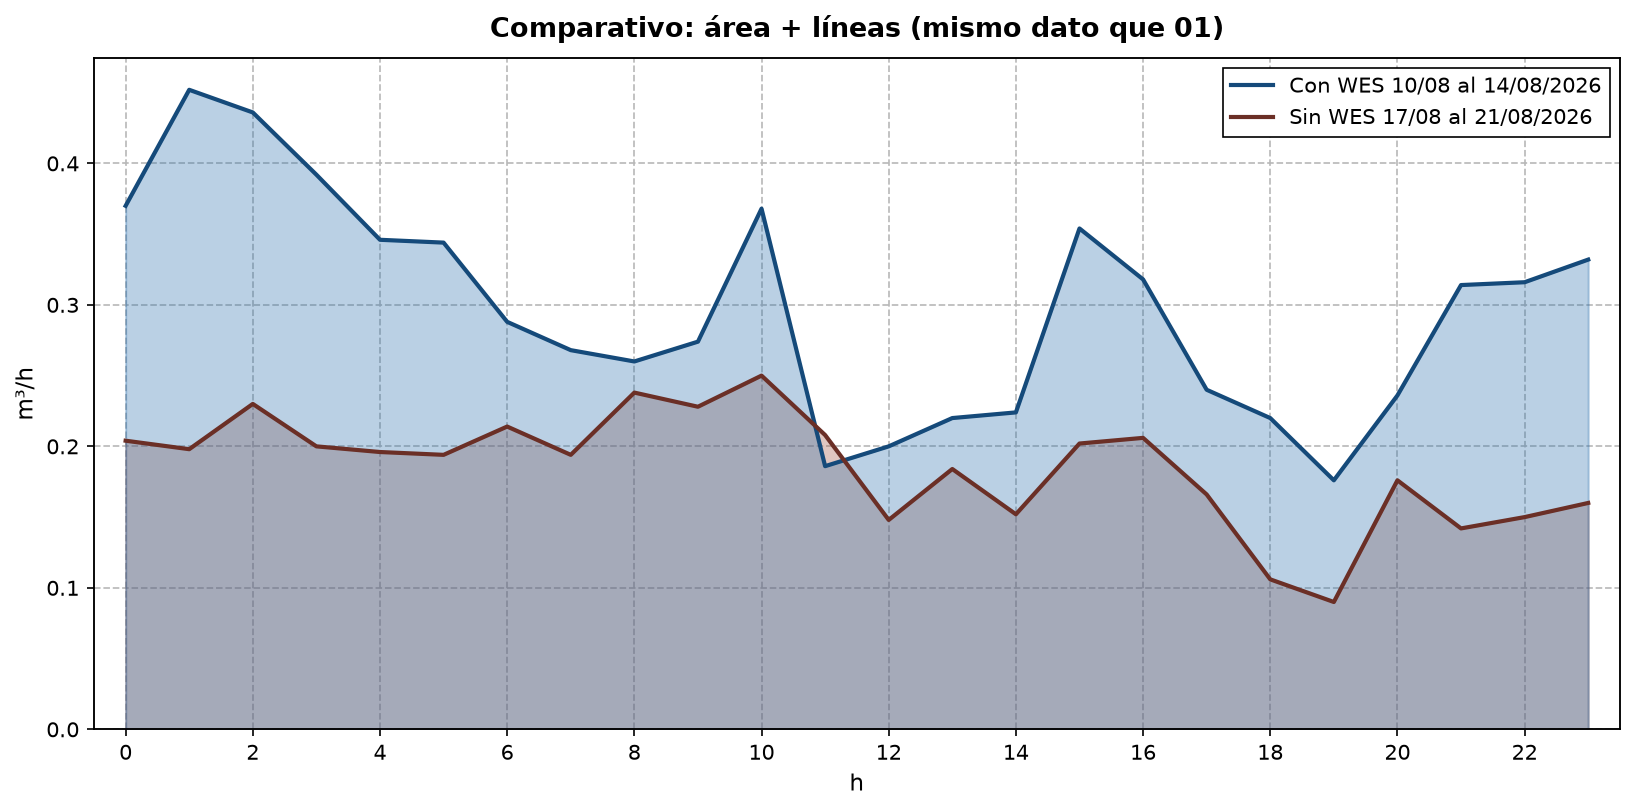 Comparativo: área + líneas (mismo dato que 01)
Con WES 10/08 al 14/08/2026
Sin WES 17/08 al 21/08/2026
m³/h
0.4
0.3
0.2
0.1
0.0
0 2 4 6 8 10 12 14 16 18 20 22
h